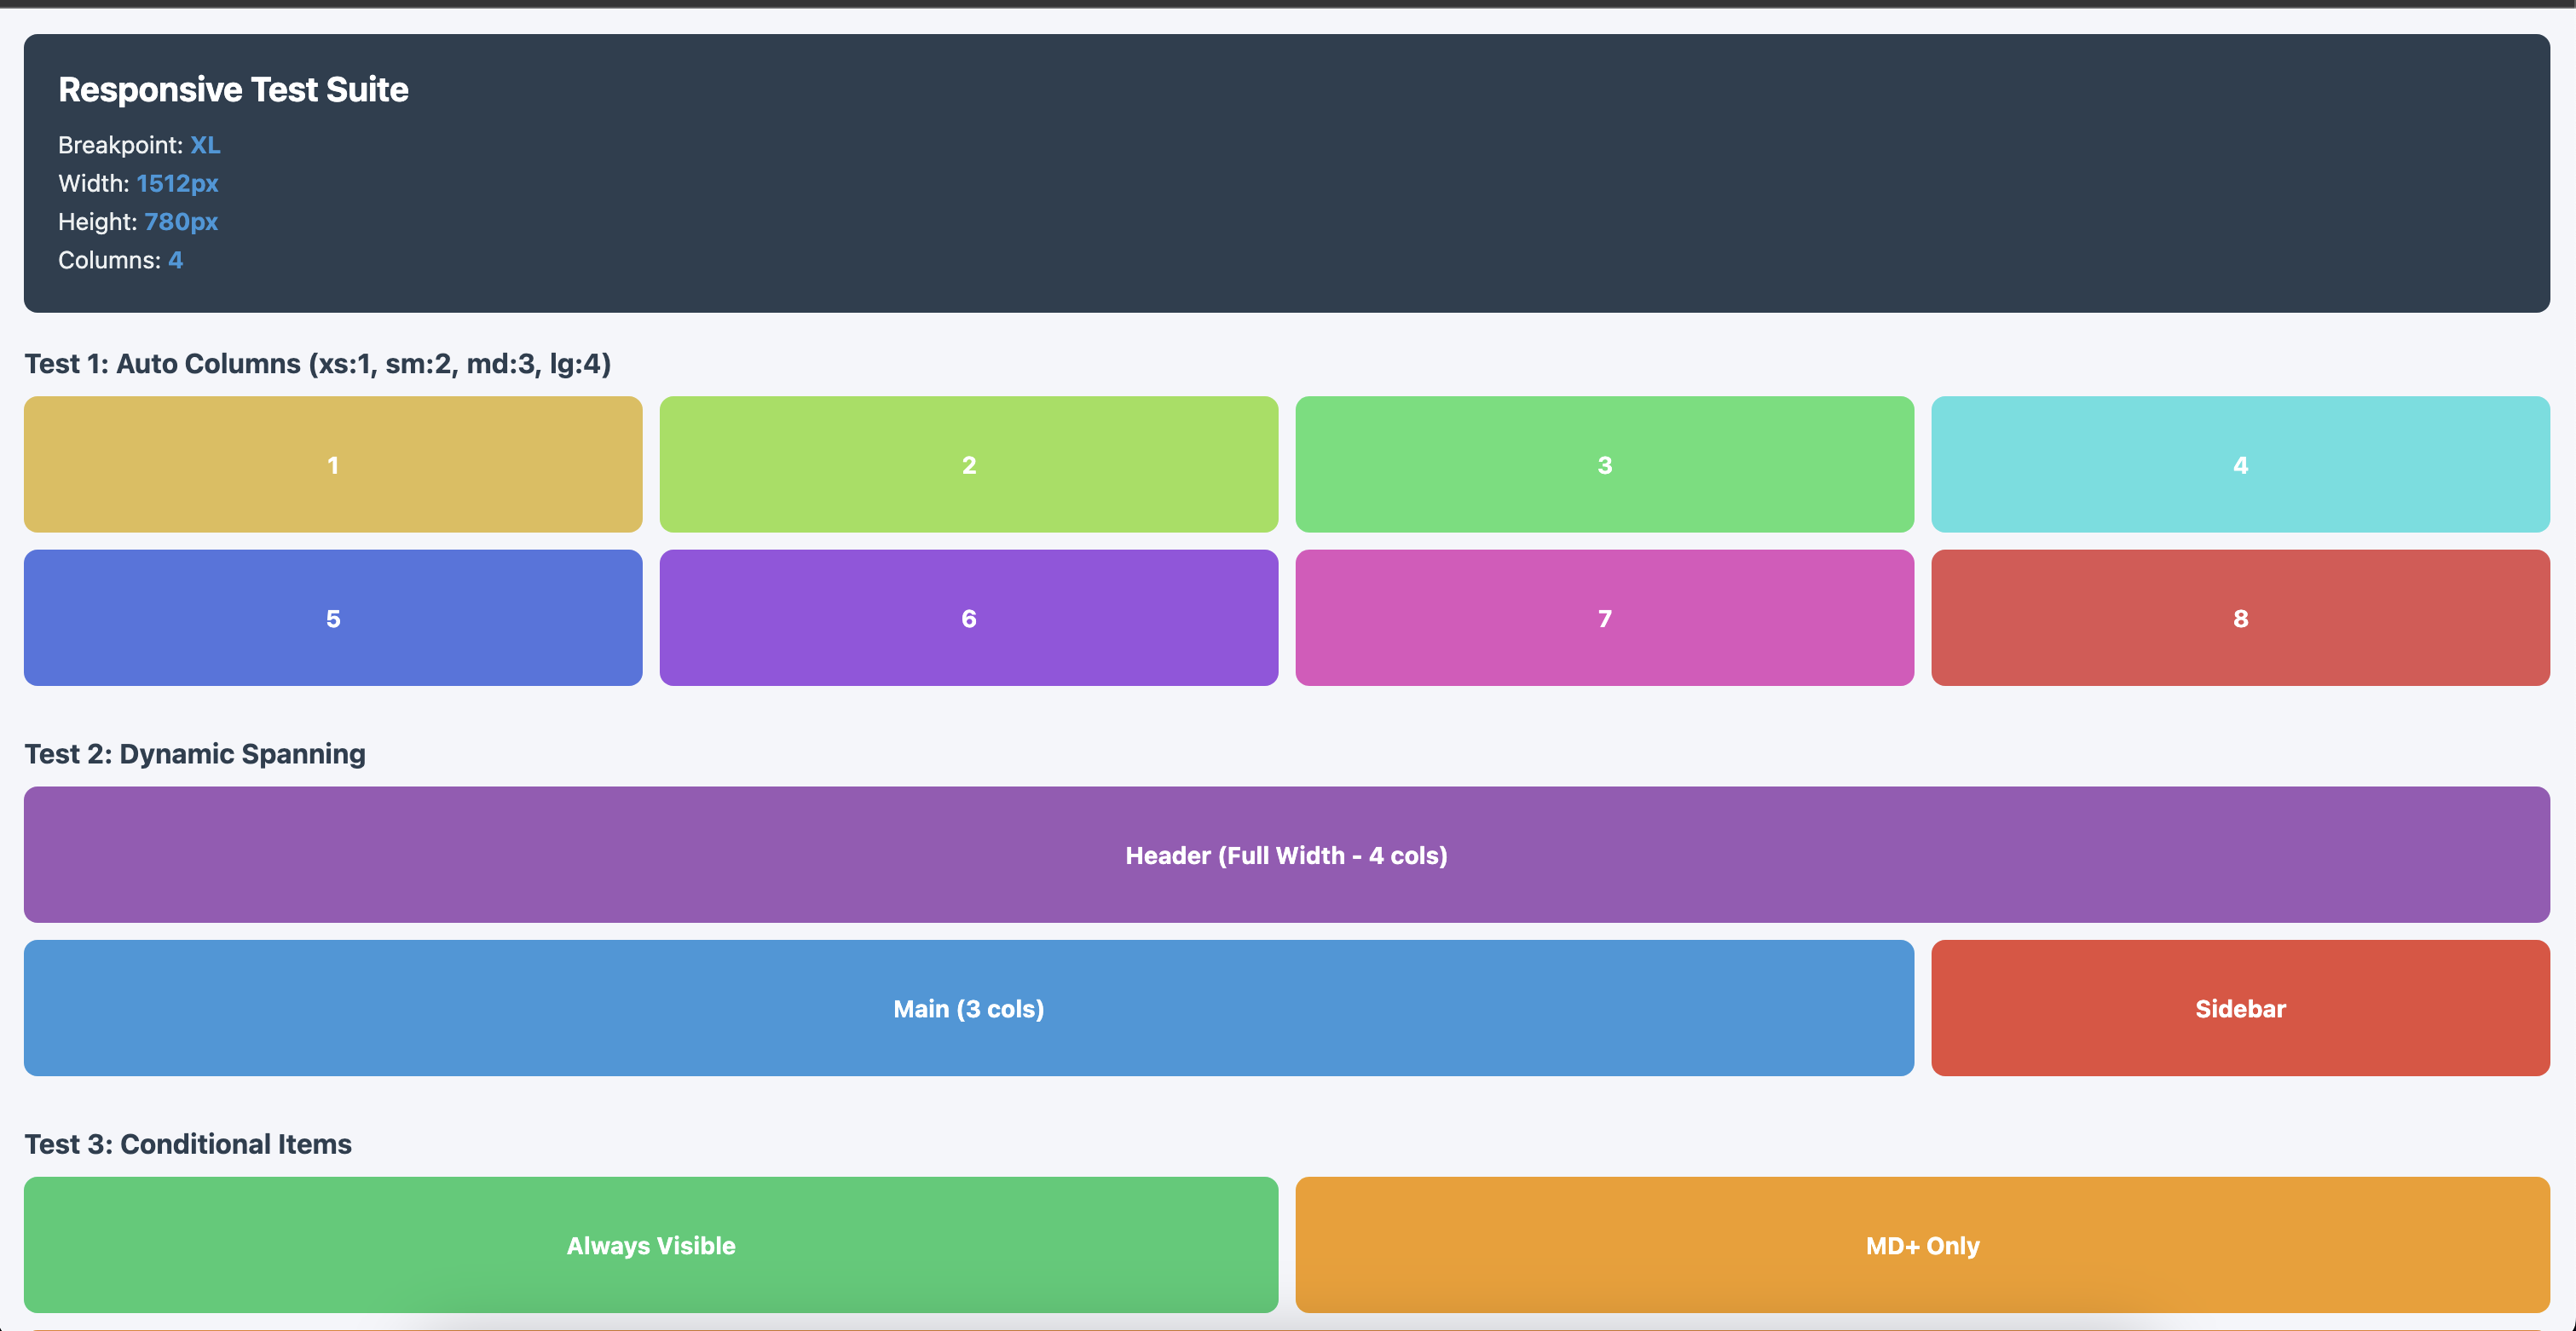 Responsive Test Suite
Breakpoint: XL
Width: 1512px
Height: 780px
Columns: 4
Test 1: Auto Columns (xs:1, sm:2, md:3, lg:4)
1
2
3
4
5
6
7
8
Test 2: Dynamic Spanning
Header (Full Width - 4 cols)
Main (3 cols)
Sidebar
Test 3: Conditional Items
Always Visible
MD+ Only